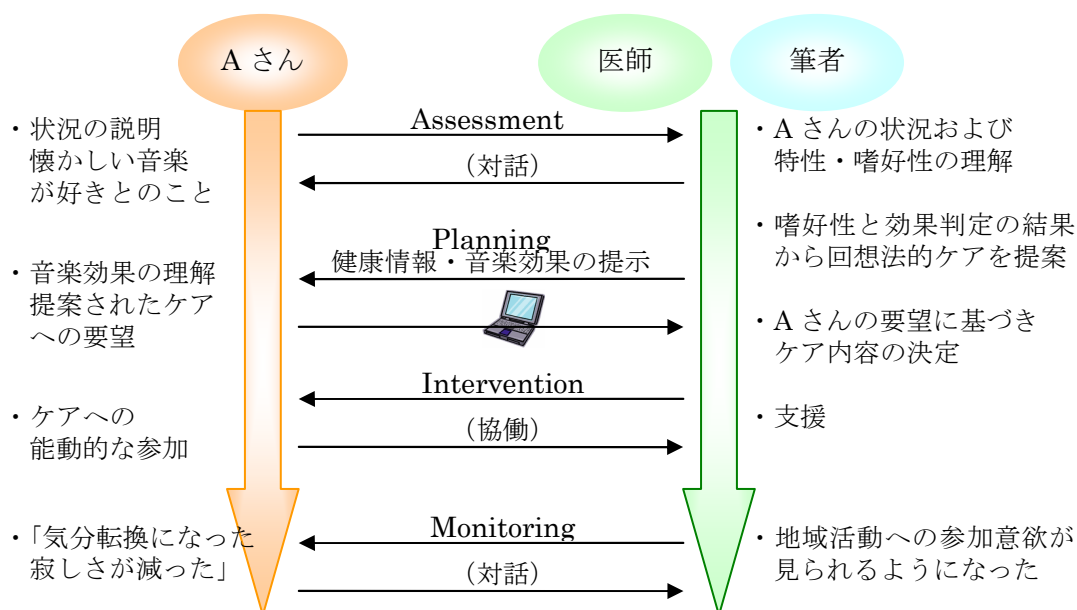 A さん
医師
筆者
・状況の説明
懐かしい音楽
が好きとのこと
Assessment
(対話)
・A さんの状況および
特性・嗜好性の理解
・嗜好性と効果判定の結果
から回想法的ケアを提案
Planning
健康情報・音楽効果の提示
・音楽効果の理解
提案されたケア
への要望
・A さんの要望に基づき
ケア内容の決定
Intervention
(協働)
・ケアへの
能動的な参加
・支援
Monitoring
(対話)
・「気分転換になった
寂しさが減った」
・地域活動への参加意欲が
見られるようになった